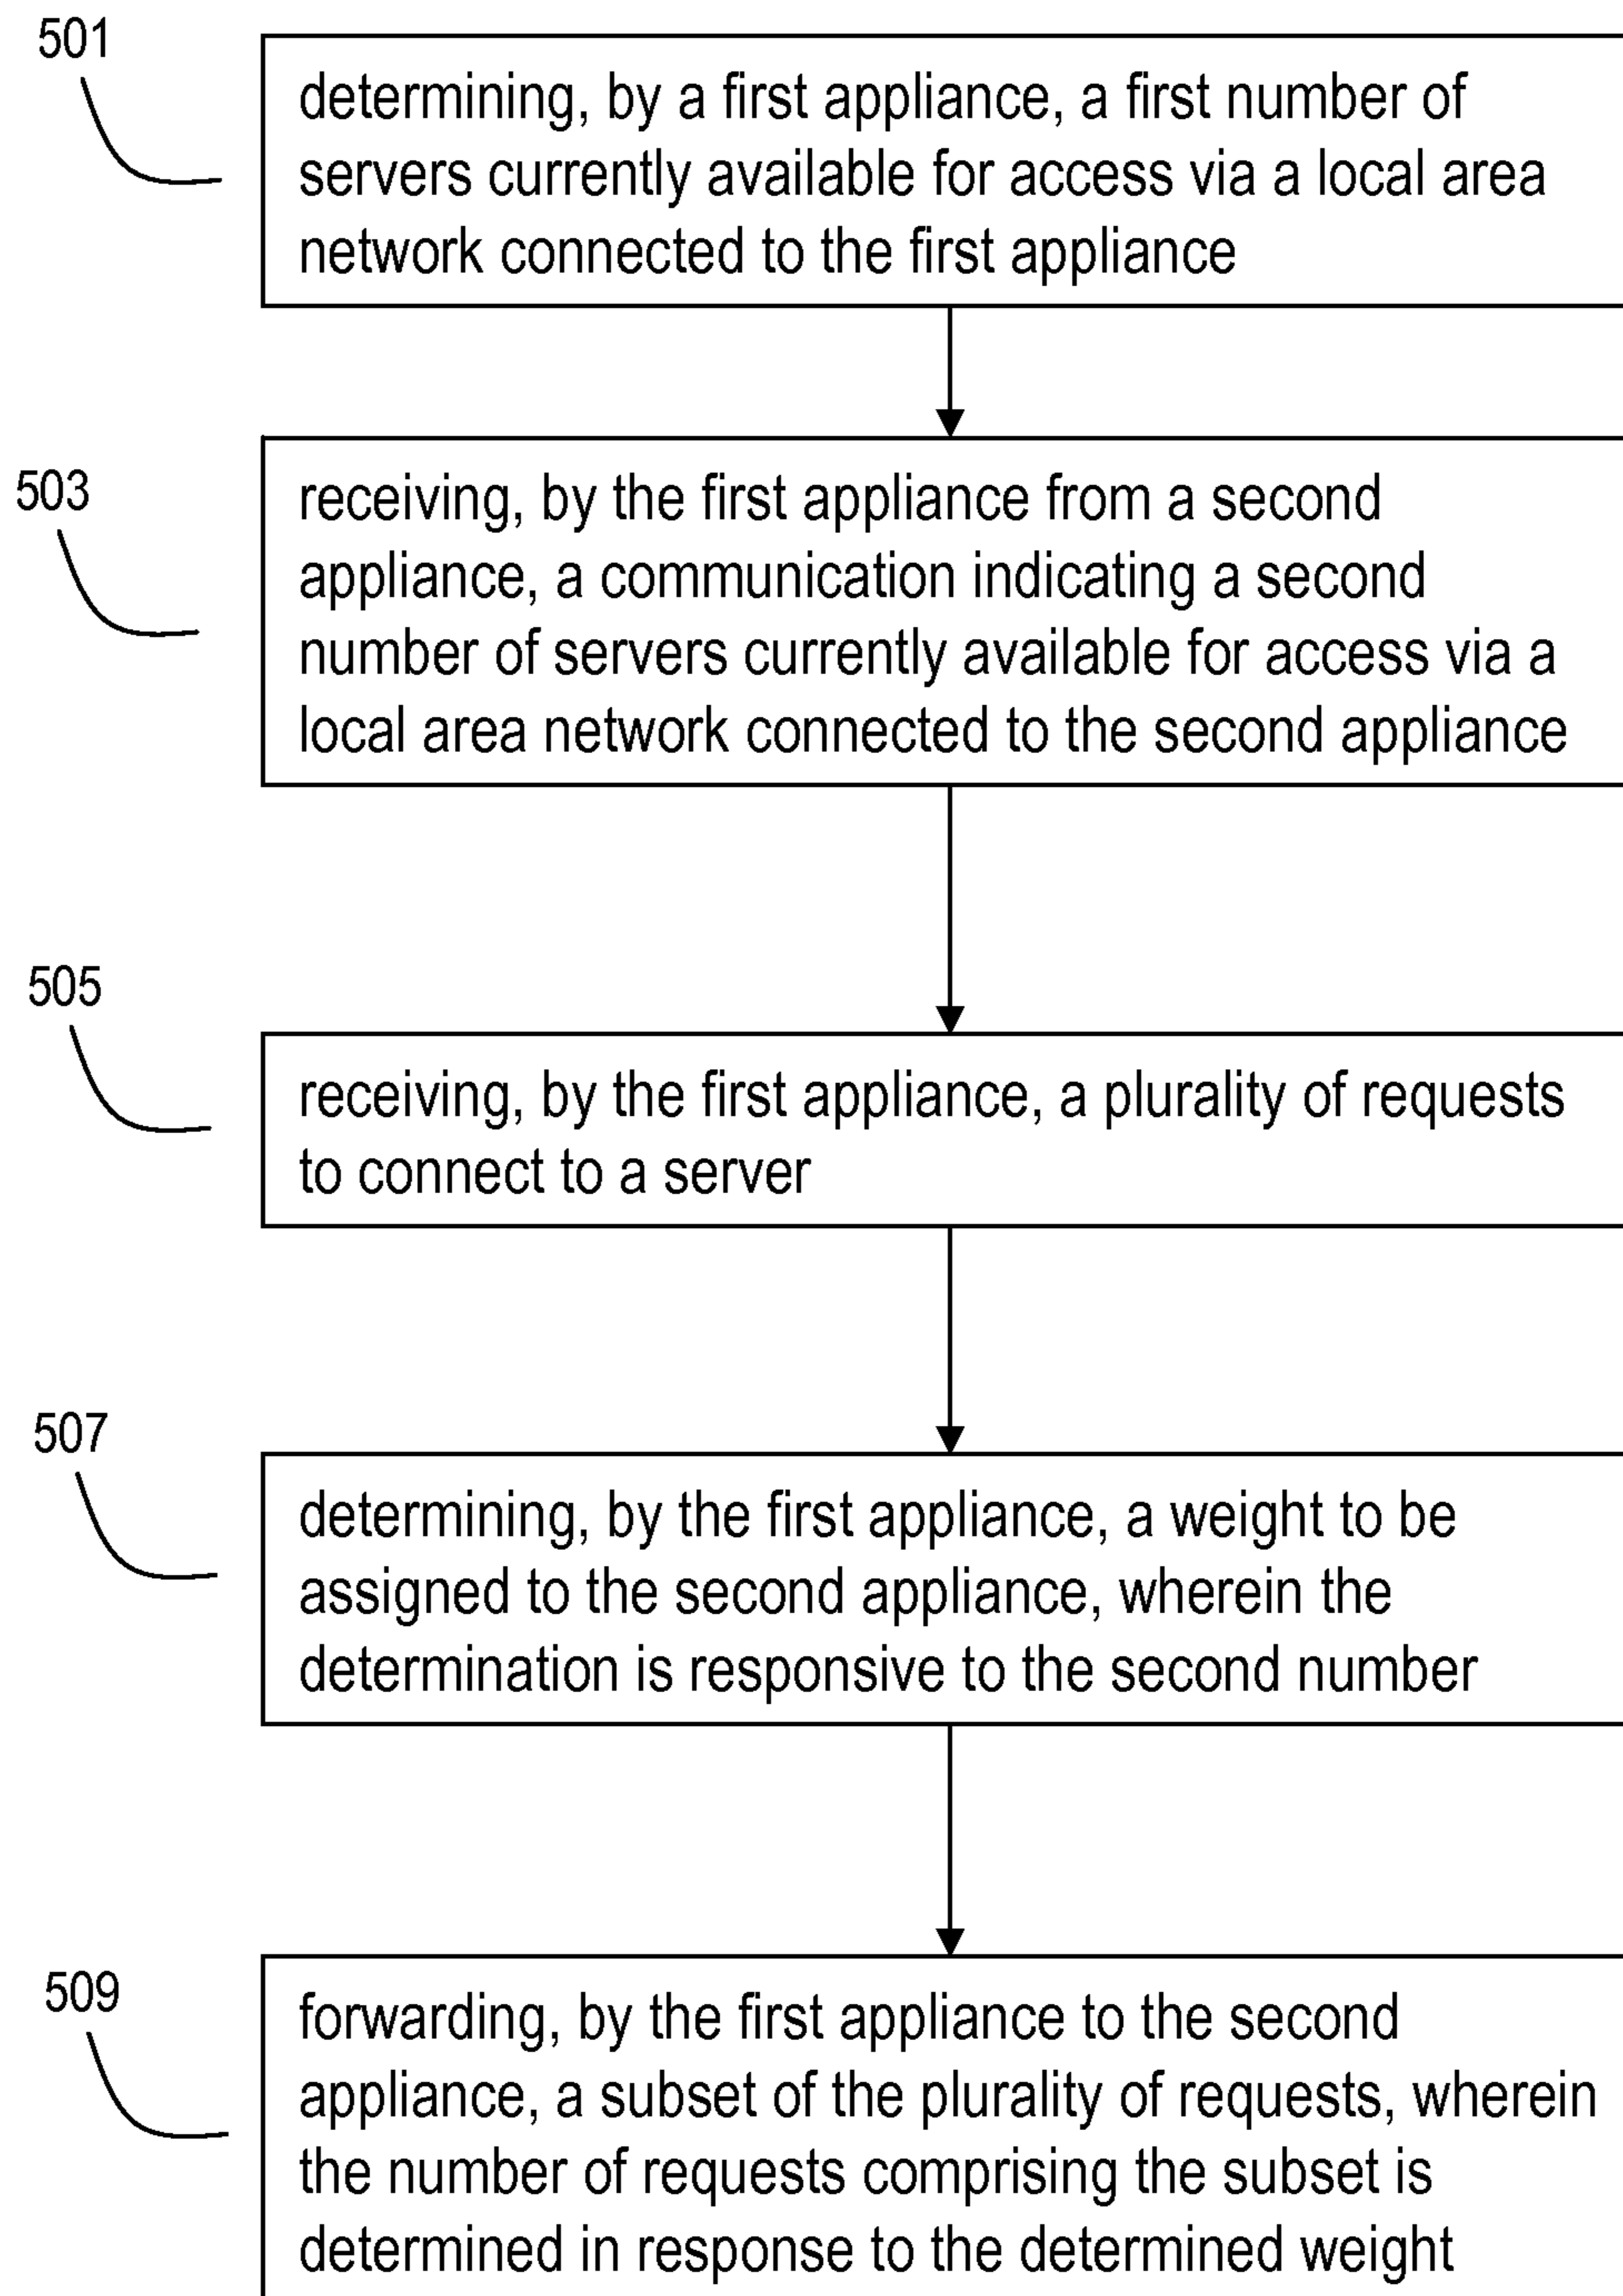 501
determining, by a first appliance, a first number of
servers currently available for access via a local area
network connected to the first appliance
503
receiving, by the first appliance from a second
appliance, a communication indicating a second
number of servers currently available for access via a
local area network connected to the second appliance
505
receiving, by the first appliance, a plurality of requests
to connect to a server
507
determining, by the first appliance, a weight to be
assigned to the second appliance, wherein the
determination is responsive to the second number
509
forwarding, by the first appliance to the second
appliance, a subset of the plurality of requests, wherein
the number of requests comprising the subset is
determined in response to the determined weight